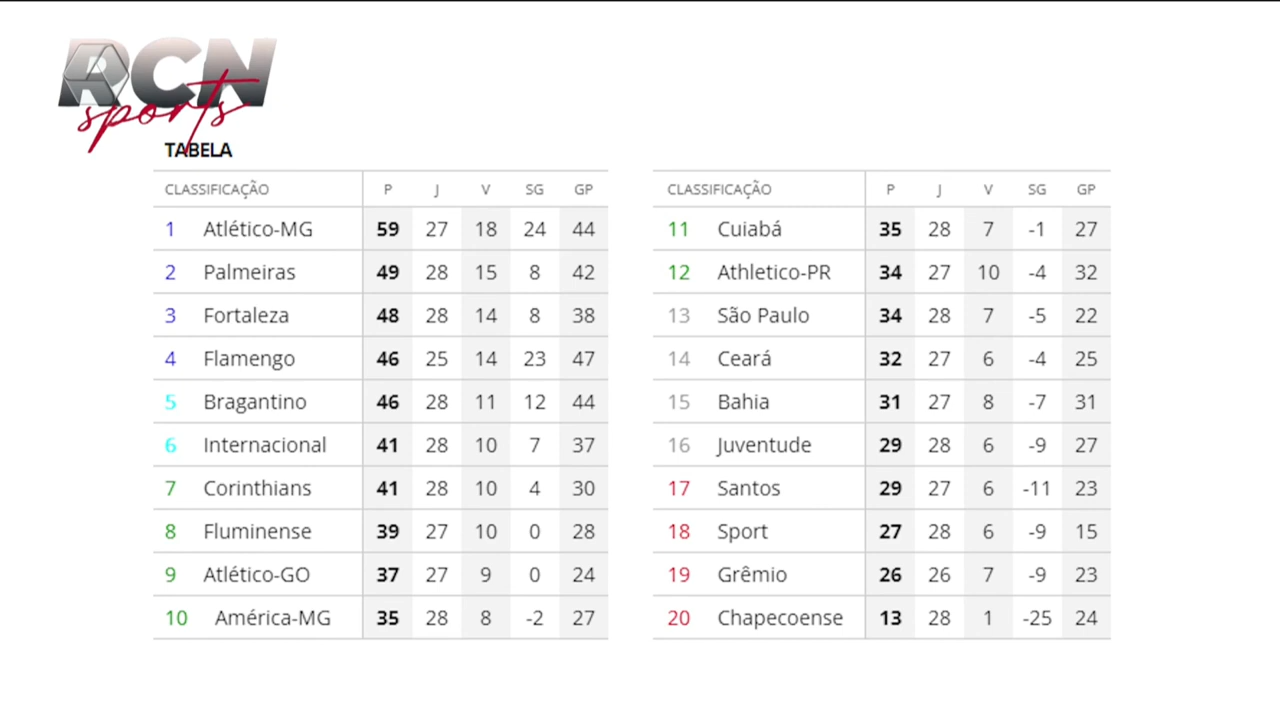 RCN
sports
TABELA
CLASSIFICAÇÃO P J V SG GP
1 Atlético-MG 59 27 18 24 44
2 Palmeiras 49 28 15 8 42
3 Fortaleza 48 28 14 8 38
4 Flamengo 46 25 14 23 47
5 Bragantino 46 28 11 12 44
6 Internacional 41 28 10 7 37
7 Corinthians 41 28 10 4 30
8 Fluminense 39 27 10 0 28
9 Atlético-GO 37 27 9 0 24
10 América-MG 35 28 8 -2 27
CLASSIFICAÇÃO P J V SG GP
11 Cuiabá 35 28 7 -1 27
12 Athletico-PR 34 27 10 -4 32
13 São Paulo 34 28 7 -5 22
14 Ceará 32 27 6 -4 25
15 Bahia 31 27 8 -7 31
16 Juventude 29 28 6 -9 27
17 Santos 29 27 6 -11 23
18 Sport 27 28 6 -9 15
19 Grêmio 26 26 7 -9 23
20 Chapecoense 13 28 1 -25 24